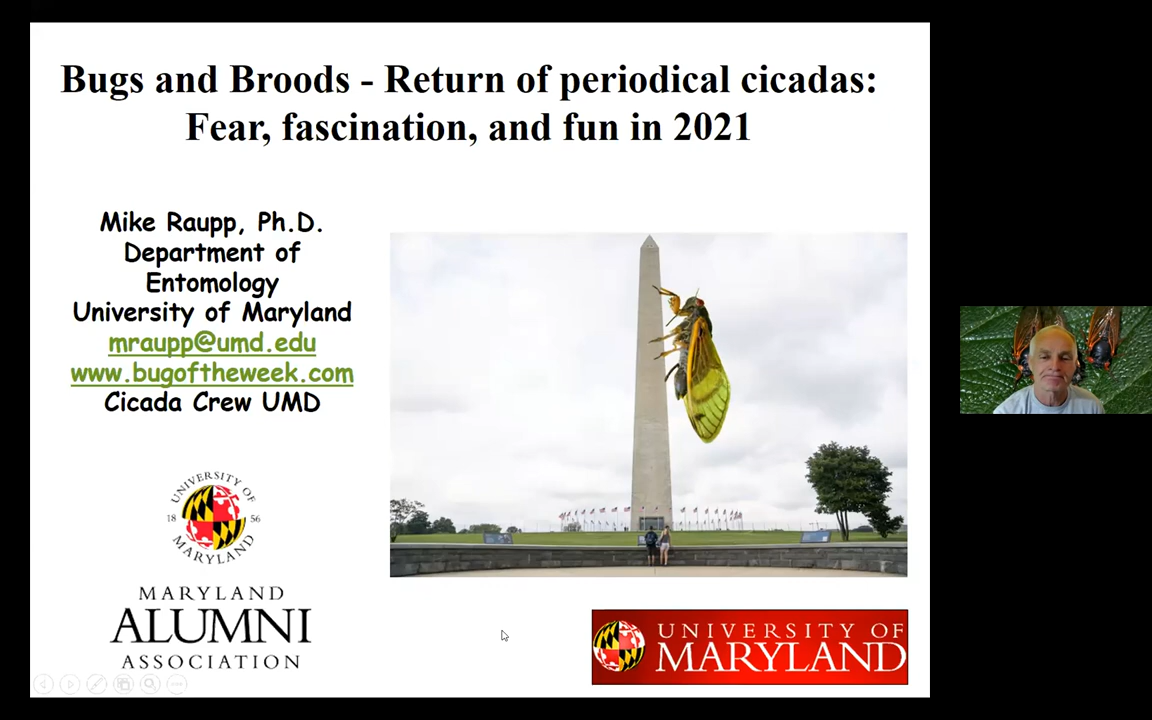 Bugs and Broods - Return of periodical cicadas:
Fear, fascination, and fun in 2021
Mike Raupp, Ph.D.
Department of
Entomology
University of Maryland
mraupp@umd.edu
www.bugoftheweek.com
Cicada Crew UMD
UNIVERSITY OF
18 56
MARYLAND
MARYLAND
ALUMNI
ASSOCIATION
UNIVERSITY OF
MARYLAND